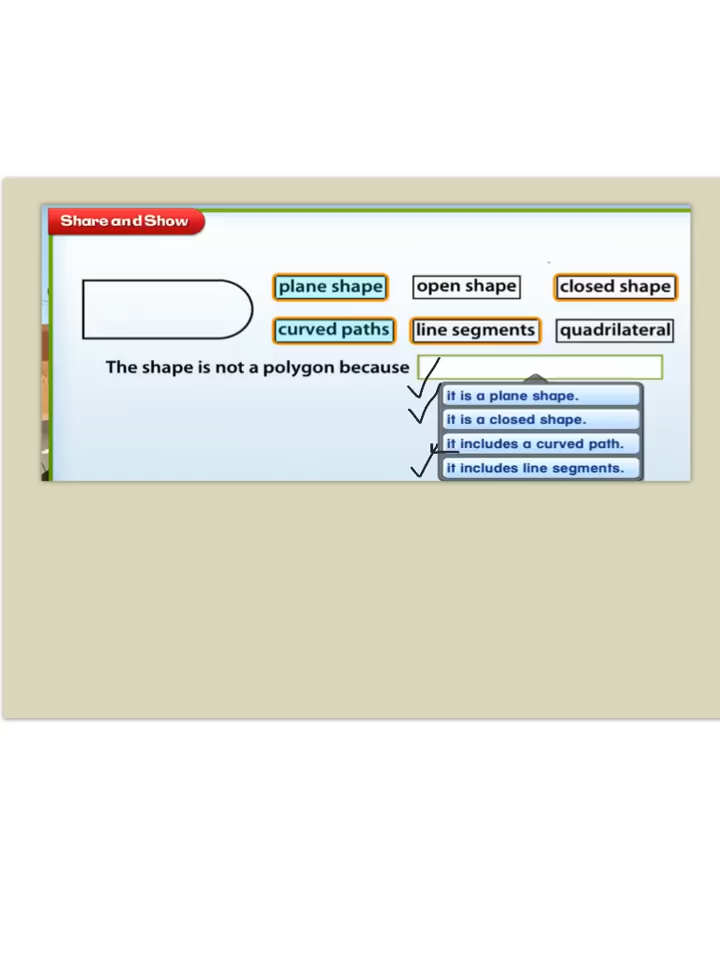 Share and Show
plane shape open shape closed shape
curved paths line segments quadrilateral
The shape is not a polygon because
it is a plane shape.
it is a closed shape.
it includes a curved path.
it includes line segments.